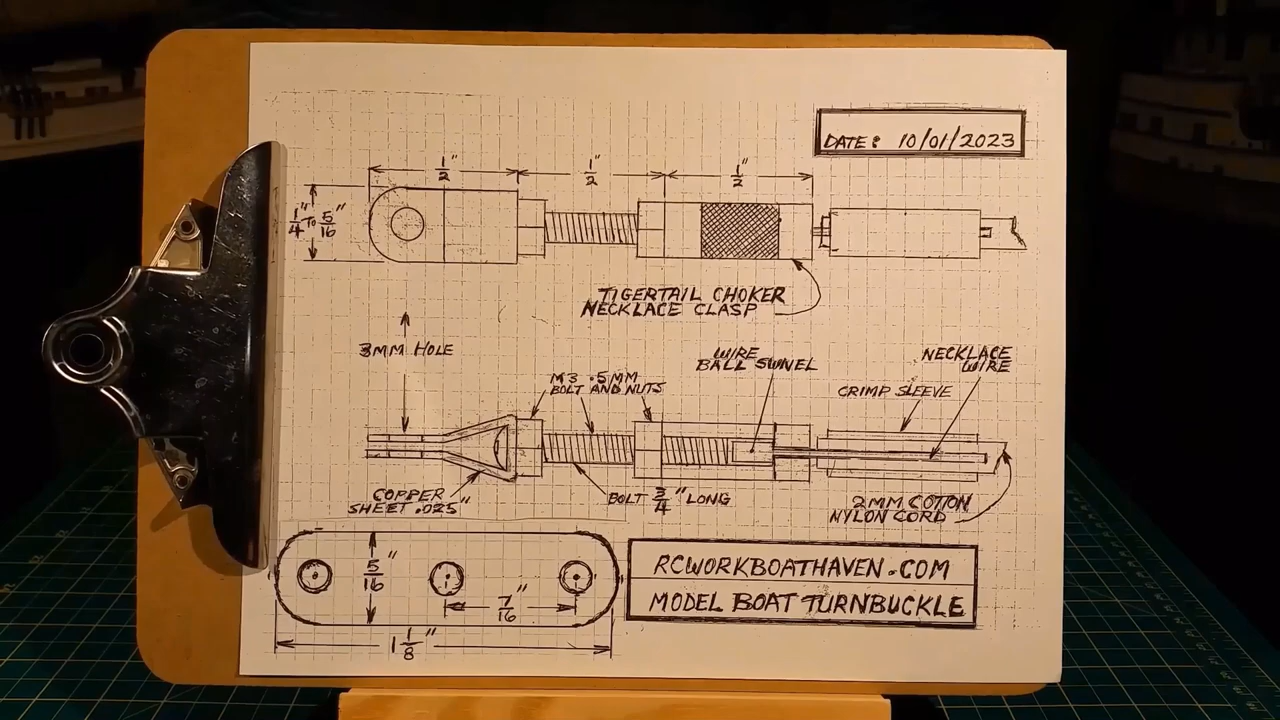 DATE: 10/01/2023
1/2" 1/2" 1/2"
1/4" TO 5/16"
TIGERTAIL CHOKER
NECKLACE CLASP
3MM HOLE
WIRE
BALL SWIVEL
NECKLACE
WIRE
M3 .5MM
BOLT AND NUTS
CRIMP SLEEVE
COPPER
SHEET .025"
BOLT 3/4" LONG
2MM COTTON
NYLON CORD
5/16"
7/16"
1 1/8"
RCWORKBOATHAVEN.COM
MODEL BOAT TURNBUCKLE